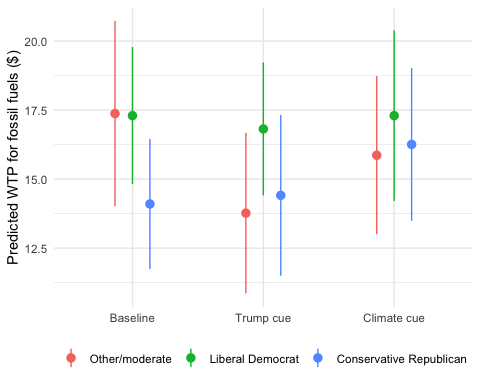 Predicted WTP for fossil fuels ($)
20.0
17.5
15.0
12.5
Baseline Trump cue Climate cue
Other/moderate Liberal Democrat Conservative Republican